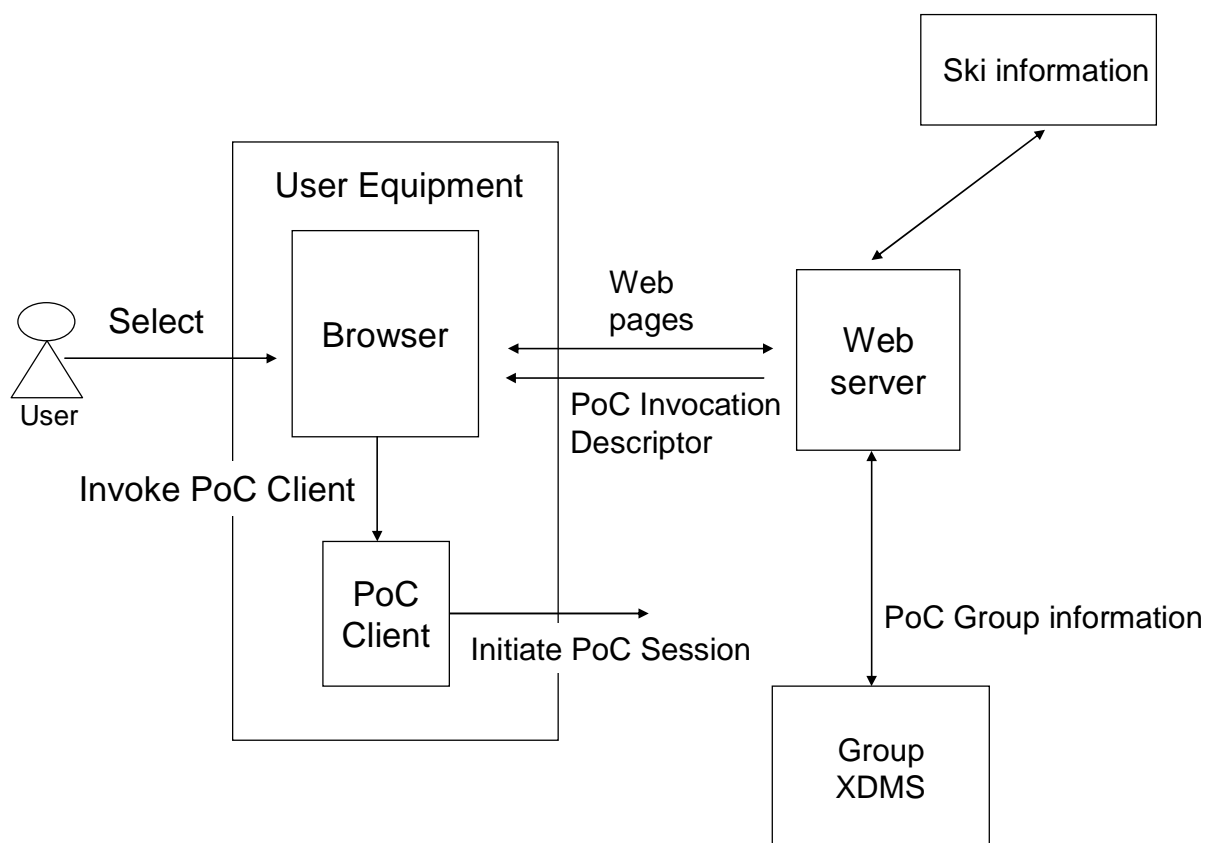 Ski information
User Equipment
Select
Browser
Web
pages
Web
server
User
PoC Invocation
Descriptor
Invoke PoC Client
PoC
Client
Initiate PoC Session
PoC Group information
Group
XDMS